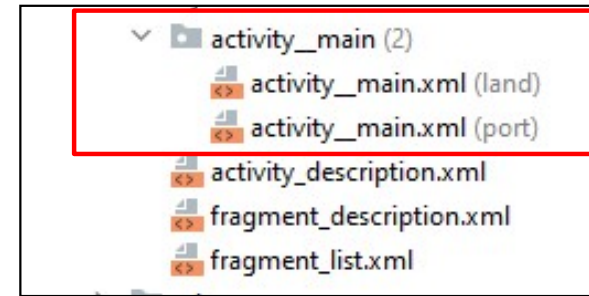 activity__main (2)
activity__main.xml (land)
activity__main.xml (port)
activity_description.xml
fragment_description.xml
fragment_list.xml